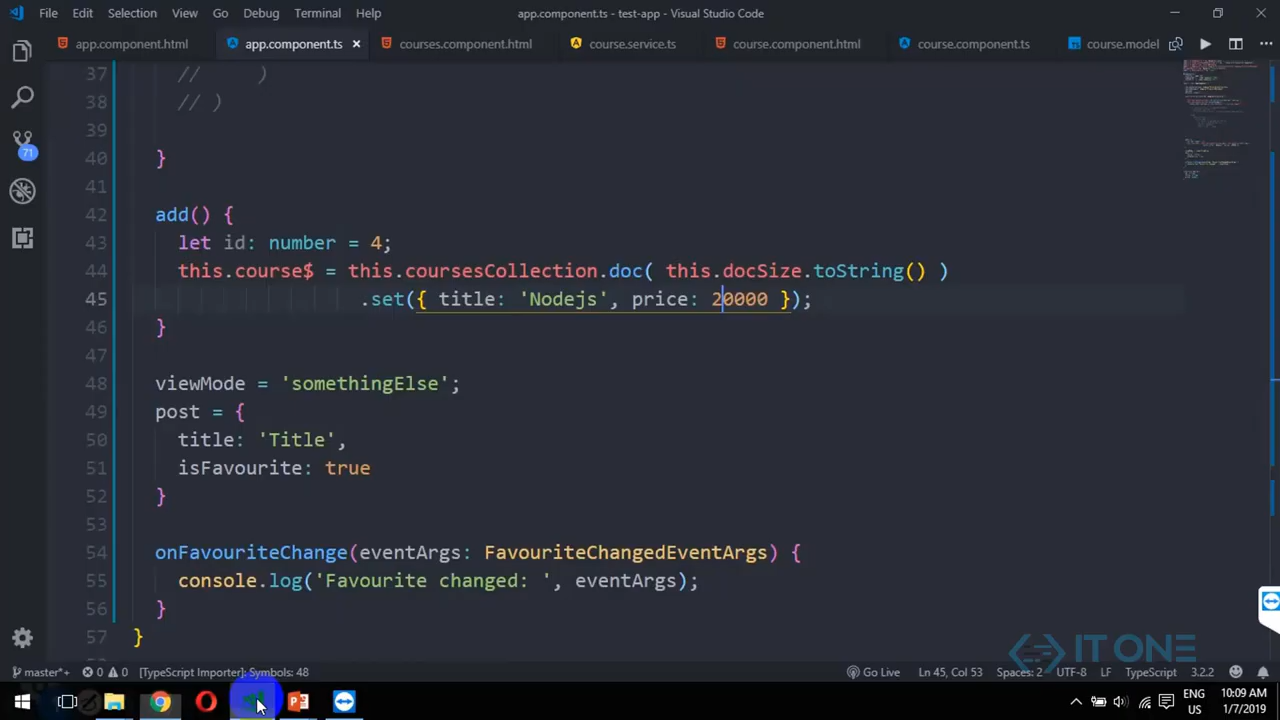 File Edit Selection View Go Debug Terminal Help app.component.ts - test-app - Visual Studio Code
app.component.html app.component.ts courses.component.html course.service.ts course.component.html course.component.ts course.model
37 // )
38 // )
39
40 }
41
42 add() {
43 let id: number = 4;
44 this.course$ = this.coursesCollection.doc( this.docSize.toString() )
45 .set({ title: 'Nodejs', price: 20000 });
46 }
47
48 viewMode = 'somethingElse';
49 post = {
50 title: 'Title',
51 isFavourite: true
52 }
53
54 onFavouriteChange(eventArgs: FavouriteChangedEventArgs) {
55 console.log('Favourite changed: ', eventArgs);
56 }
57 }
71
IT ONE
master*+ 0 0 [TypeScript Importer]: Symbols: 48 Go Live Ln 45, Col 53 Spaces: 2 UTF-8 LF TypeScript 3.2.2
ENG US
10:09 AM
1/7/2019